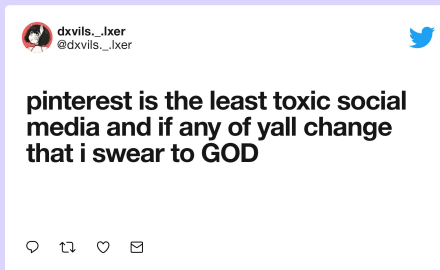 dxvils._.lxer
@dxvils._.lxer
pinterest is the least toxic social
media and if any of yall change
that i swear to GOD